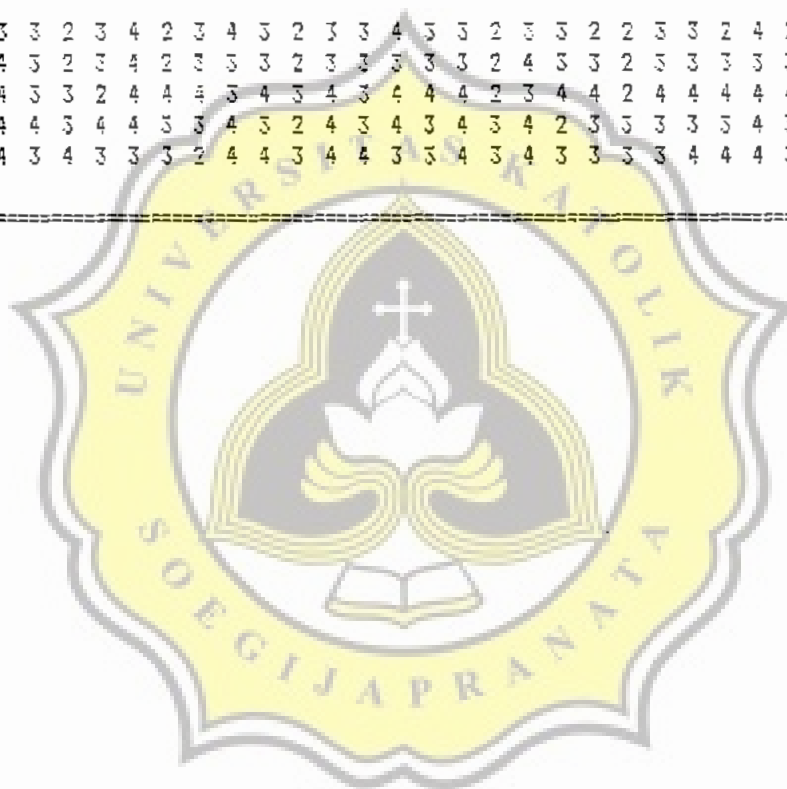 3 3 2 3 4 2 3 4 3 2 3 3 4 3 3 2 3 3 2 2 3 3 2 4
4 3 2 3 4 2 3 3 3 2 3 3 3 3 3 2 4 3 3 2 3 3 3 3
4 3 3 2 4 4 4 3 4 3 4 3 4 4 4 2 3 4 4 2 4 4 4 4
4 4 3 4 4 3 3 4 3 2 4 3 4 3 4 3 4 2 3 3 3 3 4
4 3 4 3 3 3 2 4 4 3 4 4 3 3 4 3 4 3 3 3 3 4 4 4
UNIVERSITAS KATOLIK
SOEGIJAPRANATA